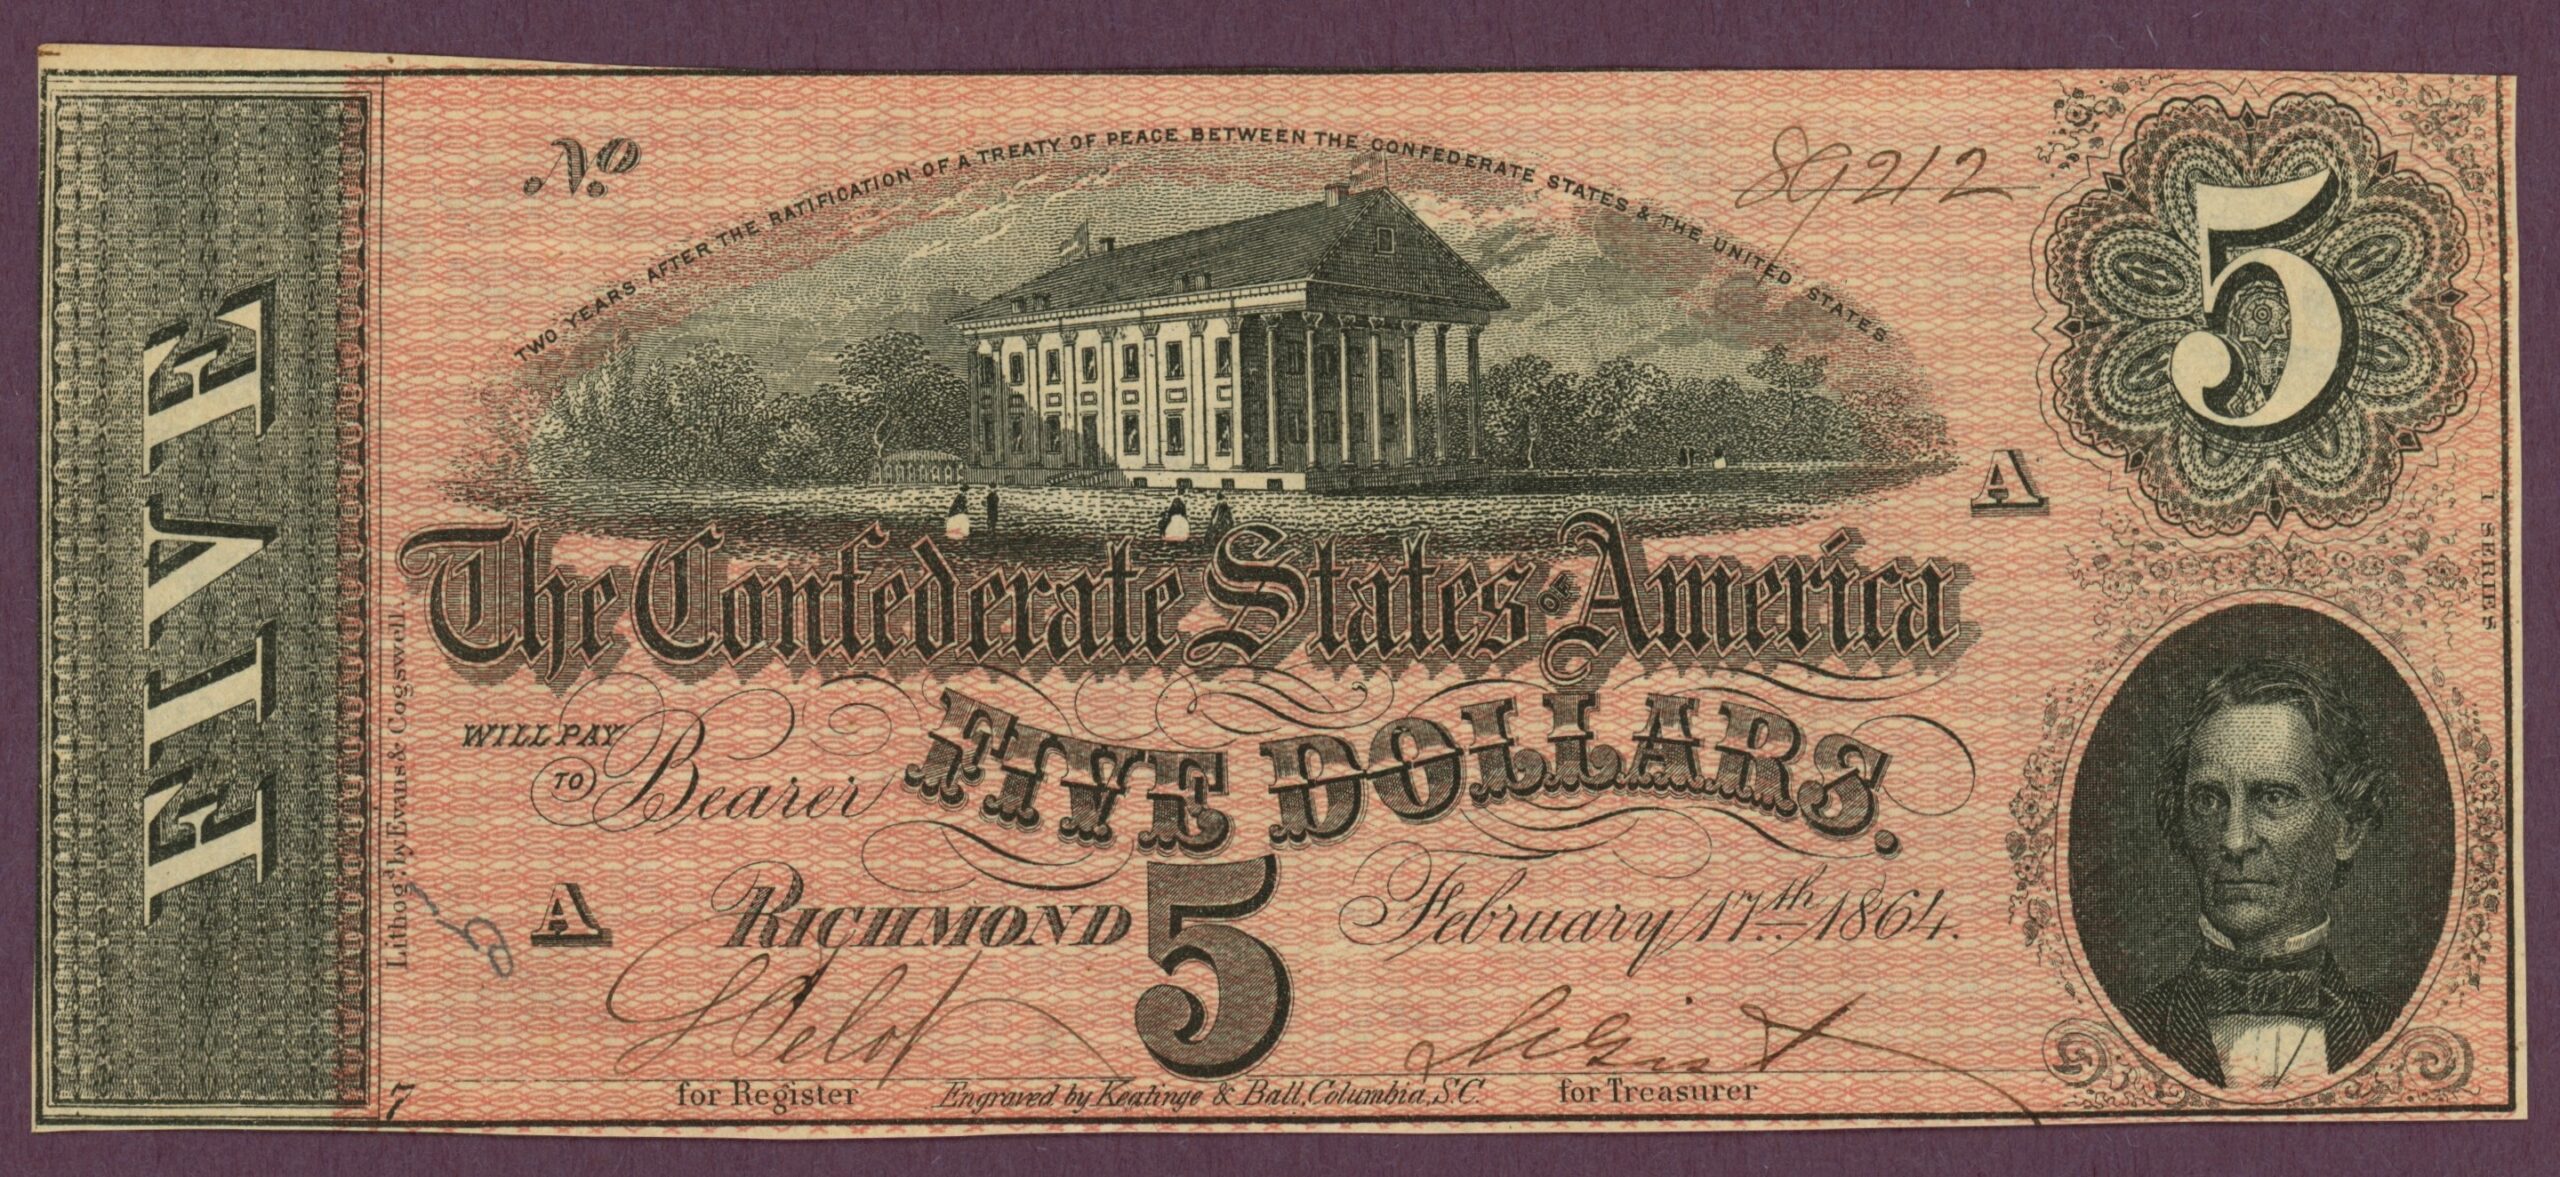 FIVE
No
TWO YEARS AFTER THE RATIFICATION OF A TREATY OF PEACE BETWEEN THE CONFEDERATE STATES & THE UNITED STATES
89212
5
A
1 SERIES
The Confederate States OF America
WILL PAY
TO Bearer FIVE DOLLARS.
A RICHMOND 5 February 17th 1864.
Lithog'd. by Evans & Cogswell.
7
for Register Engraved by Keatinge & Ball, Columbia, S.C. for Treasurer